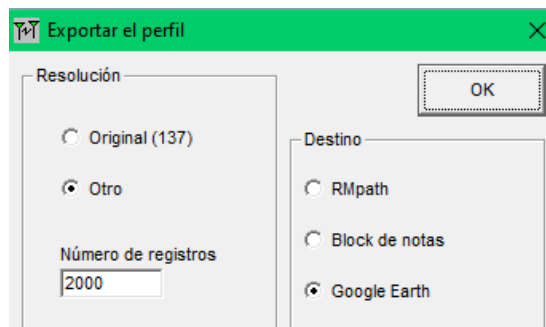 Exportar el perfil
Resolución
Original (137)
Otro
Número de registros
2000
OK
Destino
RMpath
Block de notas
Google Earth